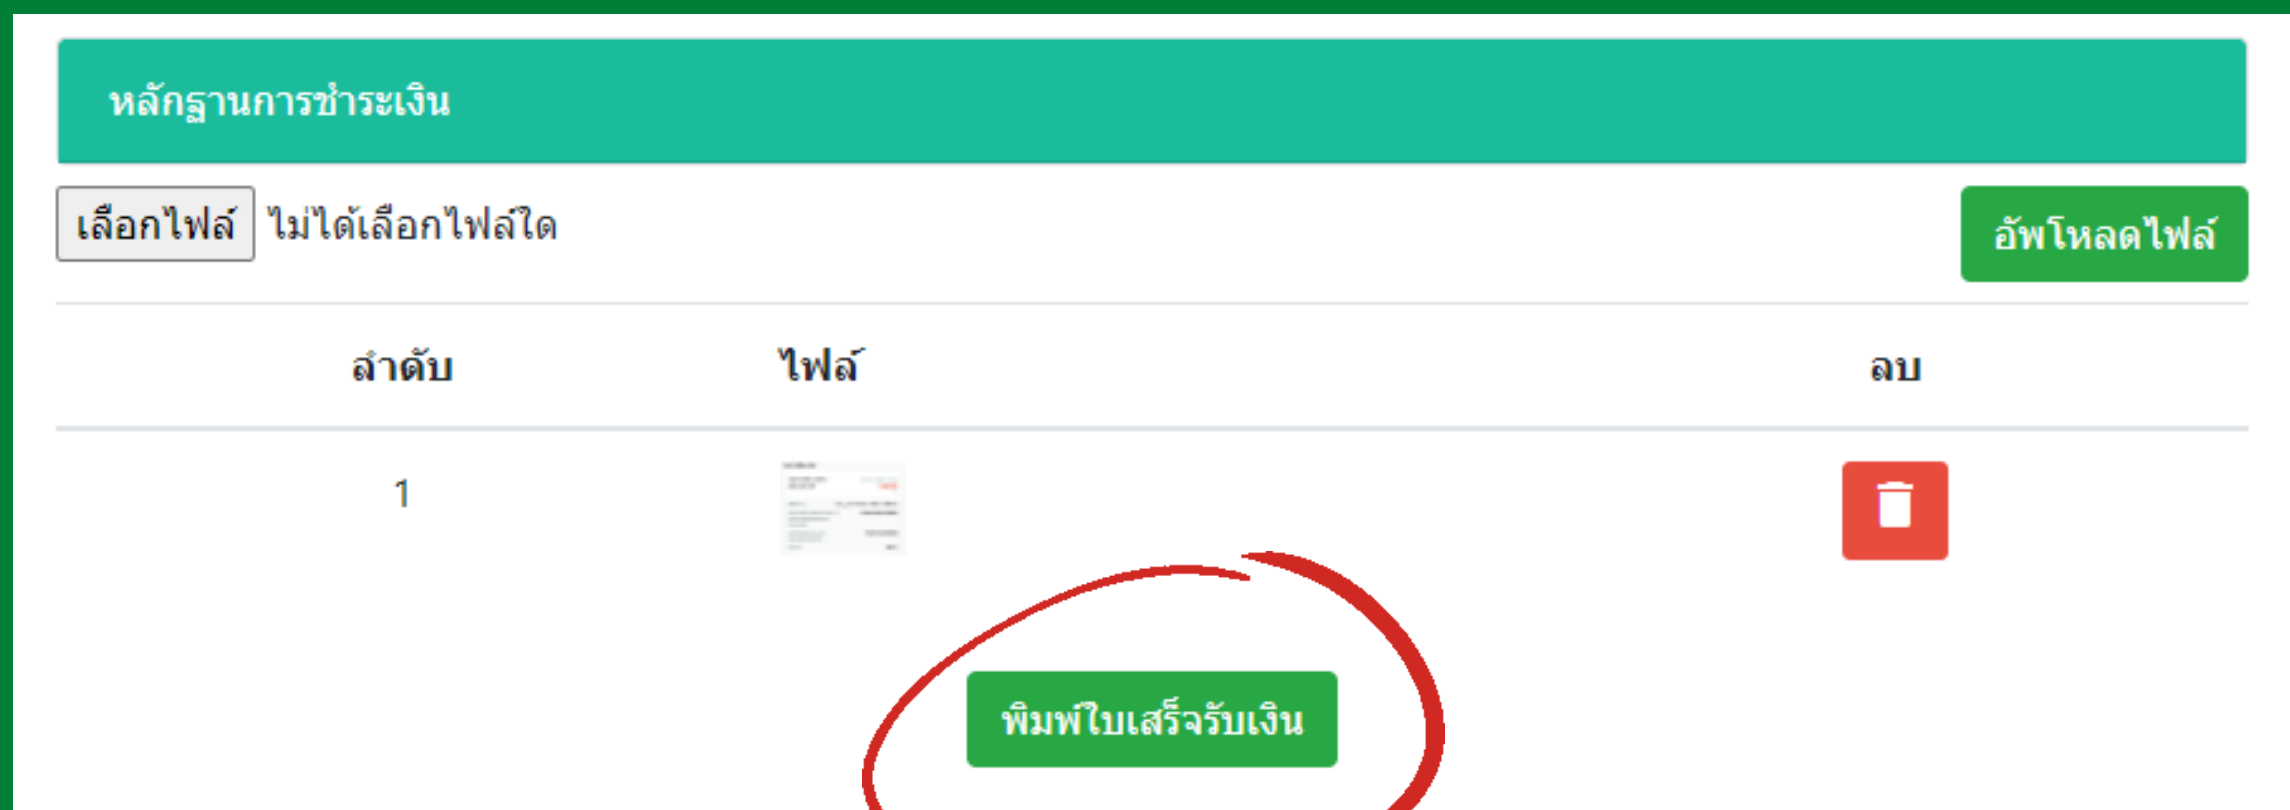 หลักฐานการชำระเงิน
เลือกไฟล์ ไม่ได้เลือกไฟล์ใด
อัพโหลดไฟล์
ลำดับ ไฟล์ ลบ
1
พิมพ์ใบเสร็จรับเงิน